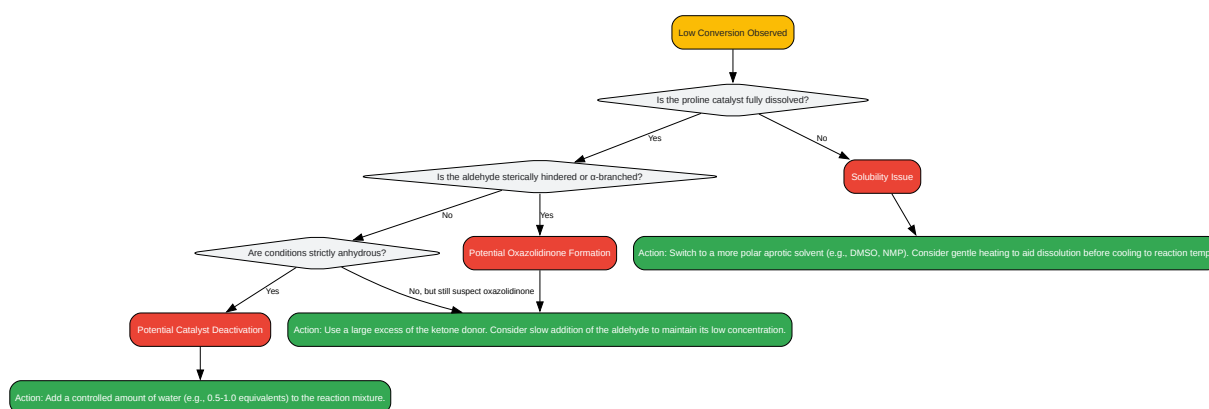 Low Conversion Observed
Is the proline catalyst fully dissolved?
Yes
No
Is the aldehyde sterically hindered or α-branched?
Solubility Issue
No
Yes
Are conditions strictly anhydrous?
Potential Oxazolidinone Formation
Action: Switch to a more polar aprotic solvent (e.g., DMSO, NMP). Consider gentle heating to aid dissolution before cooling to reaction temp
Yes
No, but still suspect oxazolidinone
Potential Catalyst Deactivation
Action: Use a large excess of the ketone donor. Consider slow addition of the aldehyde to maintain its low concentration.
Action: Add a controlled amount of water (e.g., 0.5-1.0 equivalents) to the reaction mixture.